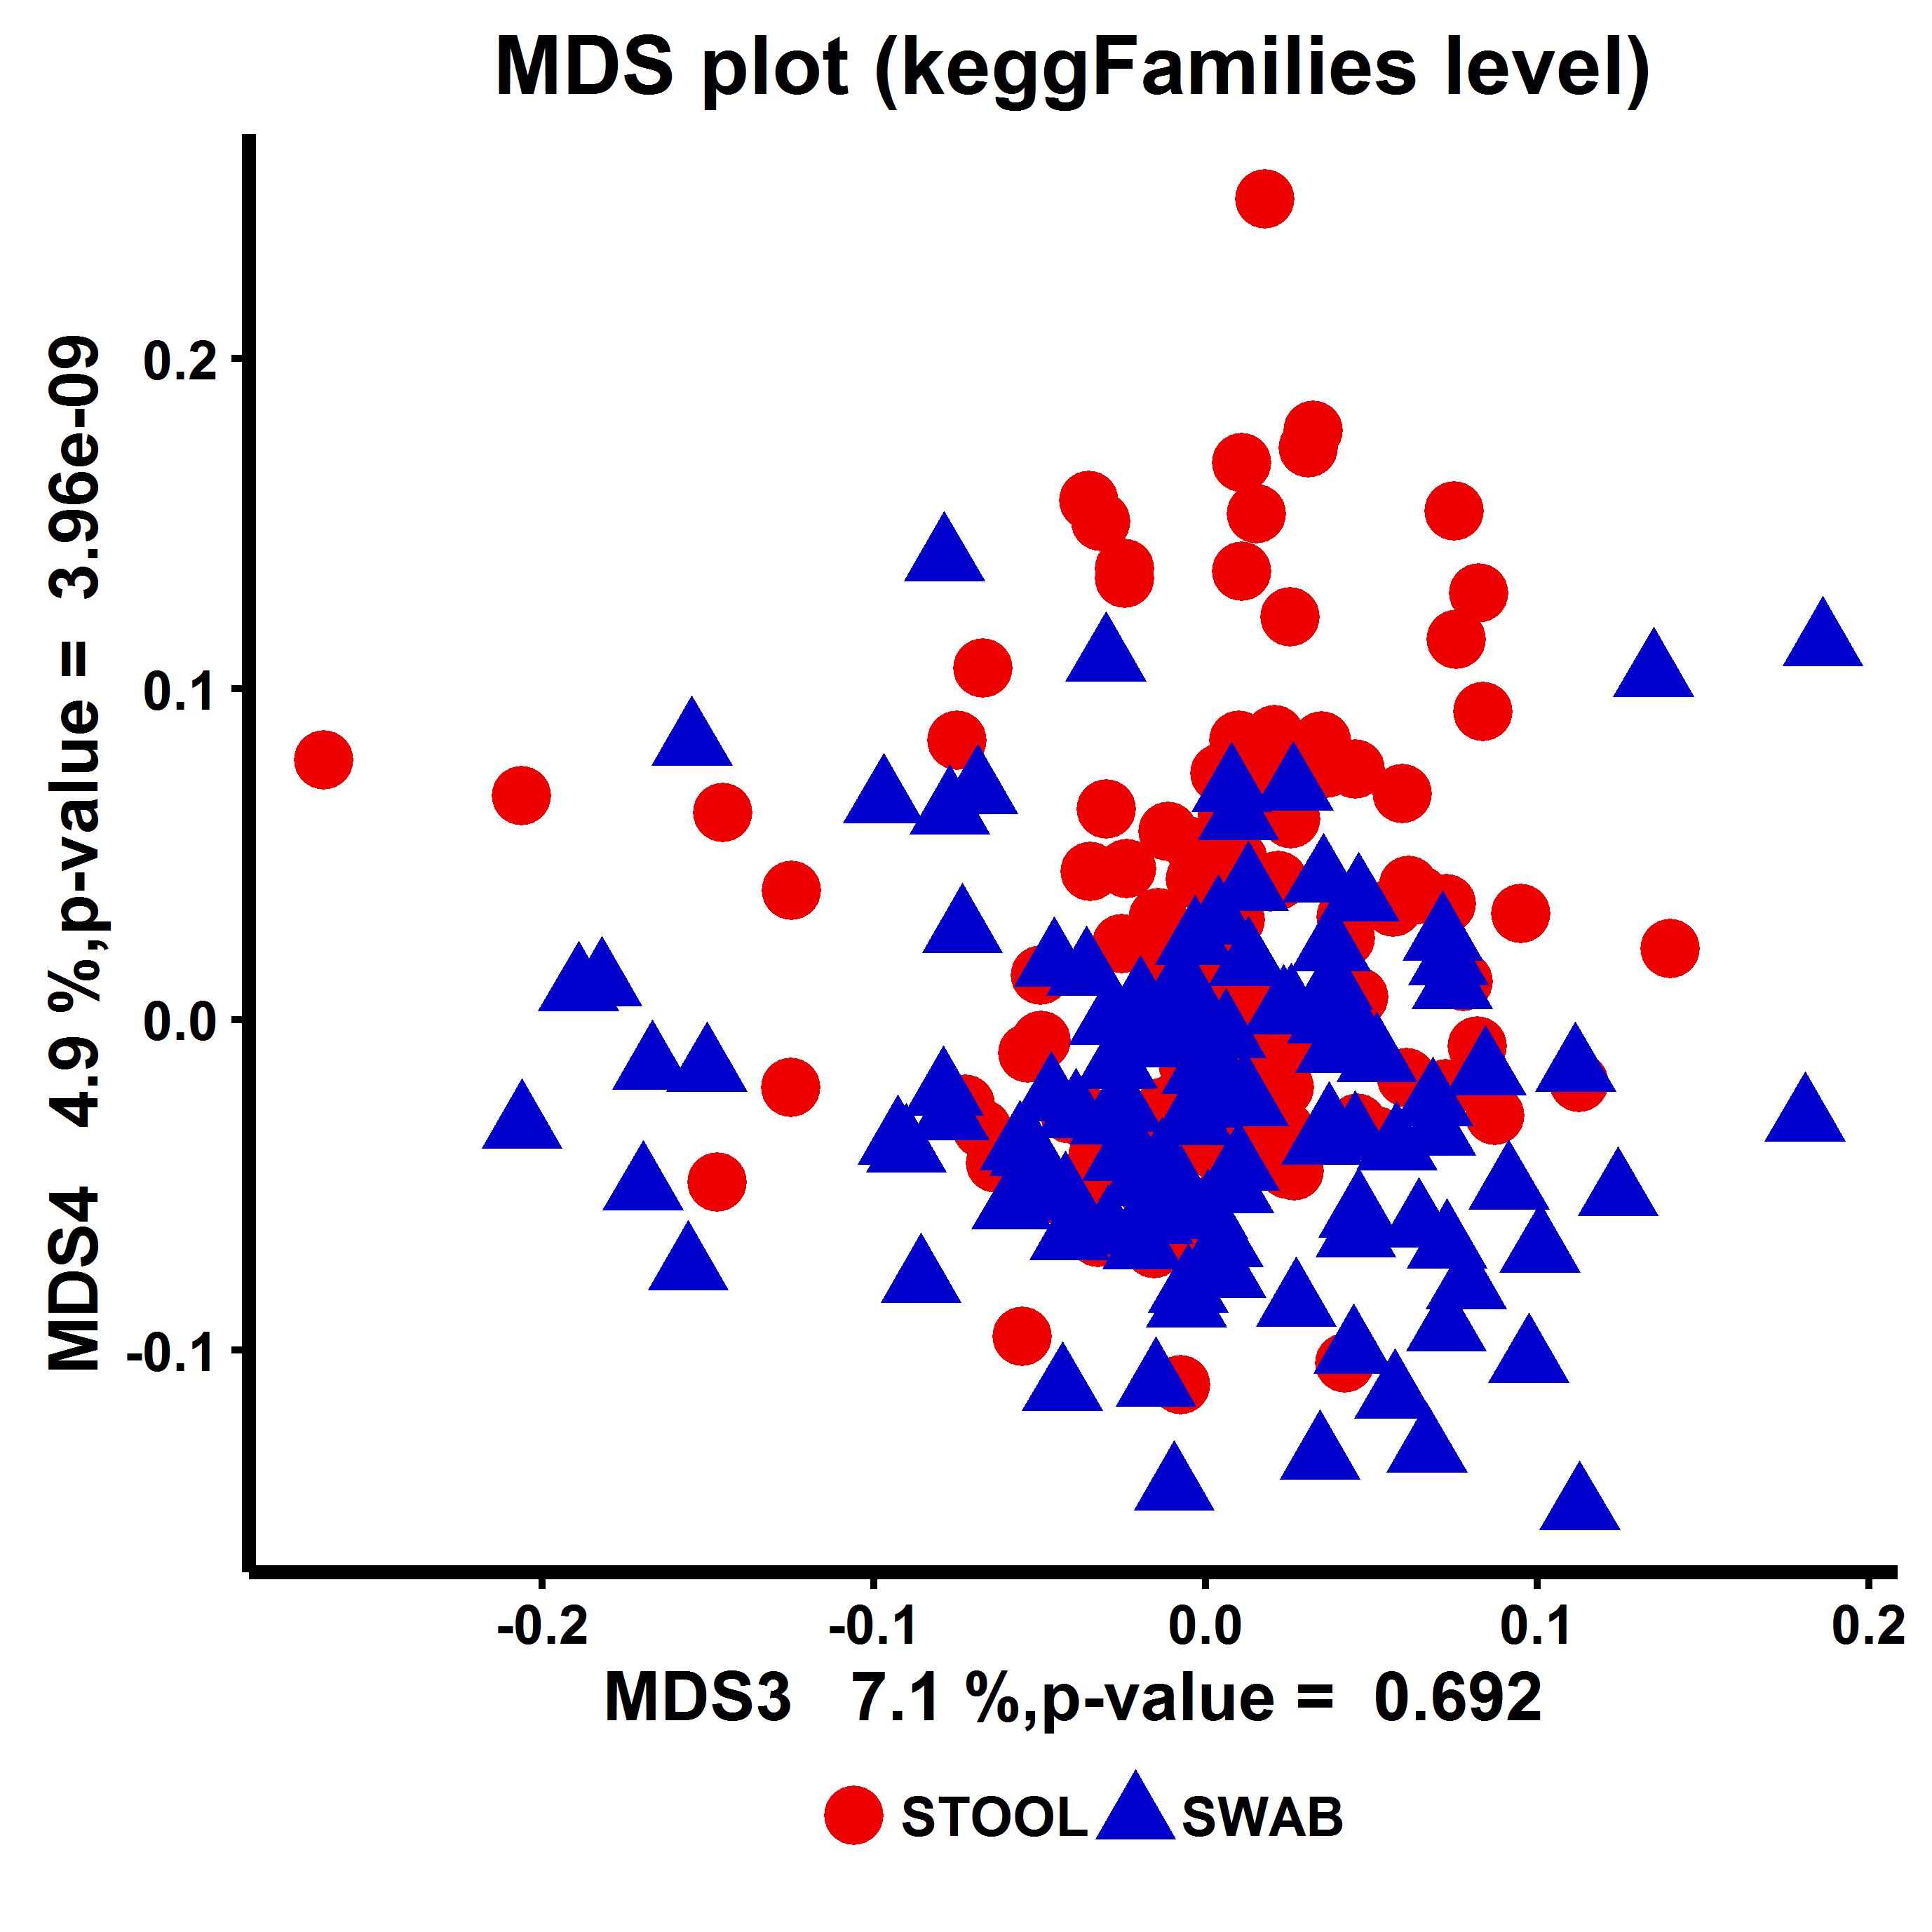 MDS plot (keggFamilies level)
MDS4   4.9 %,p-value =  3.96e-09
0.2
0.1
0.0
-0.1
-0.2
-0.1
0.0
0.1
0.2
MDS3   7.1 %,p-value =  0.692
STOOL SWAB